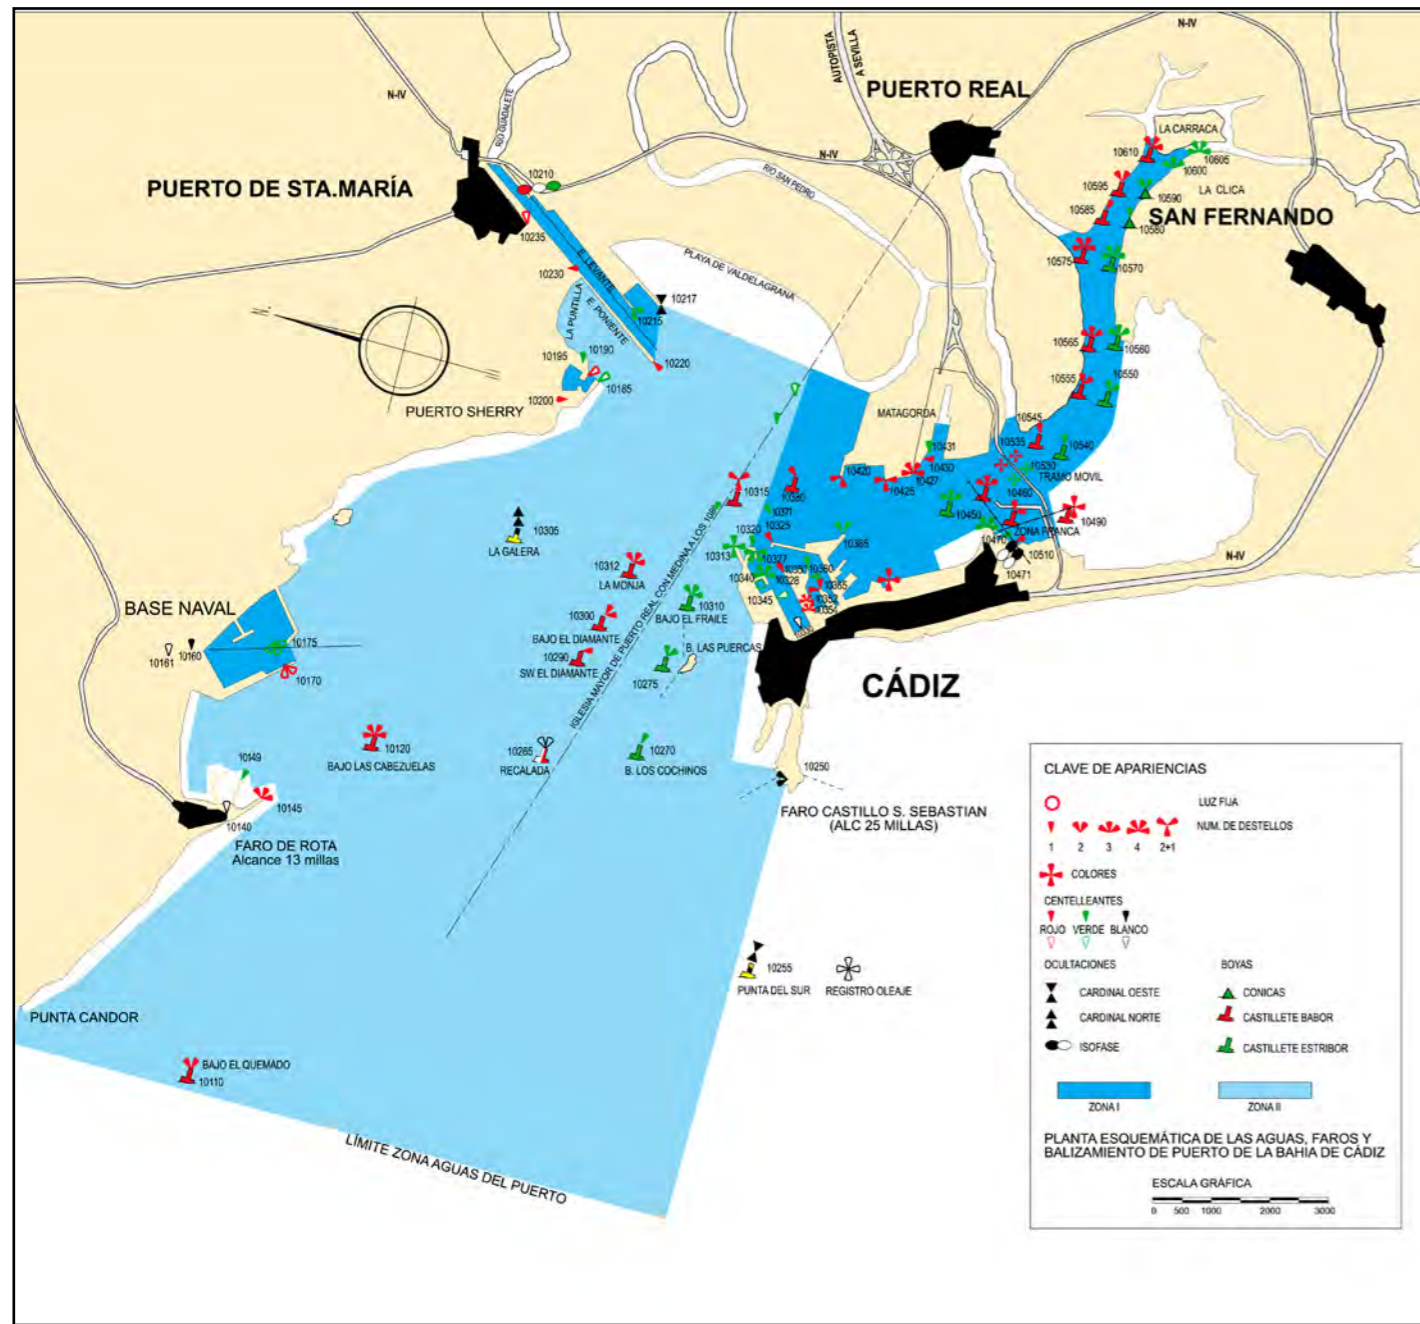 N-IV
AUTOPISTA
A SEVILLA
N-IV
RIO GUADALETE
PUERTO REAL
LA CARRACA
10610
10605
10600
N-IV
10210
RIO SAN PEDRO
PUERTO DE STA.MARÍA
10595
10590
LA CLICA
10585
10580
SAN FERNANDO
10235
10575
10570
E. LEVANTE
PLAYA DE VALDELAGRANA
10230
10217
LA PUNTILLA
E. PONIENTE
10215
10195
10190
10220
10565
10560
10185
10555
10550
10200
PUERTO SHERRY
MATAGORDA
10545
10535
10540
10431
10430
10427
10420
10425
10530
TRAMO MOVIL
10460
10315
10380
10371
10450
10490
ZONA FRANCA
10470
10510
10471
N-IV
10305
LA GALERA
10325
10320
10313
10385
10327
10312
LA MONJA
10340
10328
10350
10360
10365
10345
10352
10354
10330
BASE NAVAL
10310
BAJO EL FRAILE
10300
BAJO EL DIAMANTE
10175
10161
10160
10290
SW EL DIAMANTE
10275
B. LAS PUERCAS
10170
CÁDIZ
IGLESIA MAYOR DE PUERTO REAL CON MEDINA A LOS
10120
BAJO LAS CABEZUELAS
10265
RECALADA
10270
B. LOS COCHINOS
10149
10145
10140
10250
FARO CASTILLO S. SEBASTIAN
(ALC 25 MILLAS)
FARO DE ROTA
Alcance 13 millas
10255
PUNTA DEL SUR
REGISTRO OLEAJE
PUNTA CANDOR
BAJO EL QUEMADO
10110
LÍMITE ZONA AGUAS DEL PUERTO
CLAVE DE APARIENCIAS
LUZ FIJA
NUM. DE DESTELLOS
1 2 3 4 2+1
COLORES
CENTELLEANTES
ROJO VERDE BLANCO
OCULTACIONES
BOYAS
CARDINAL OESTE
CONICAS
CARDINAL NORTE
CASTILLETE BABOR
ISOFASE
CASTILLETE ESTRIBOR
ZONA I
ZONA II
PLANTA ESQUEMÁTICA DE LAS AGUAS, FAROS Y
BALIZAMIENTO DE PUERTO DE LA BAHIA DE CÁDIZ
ESCALA GRÁFICA
0 500 1000 2000 3000